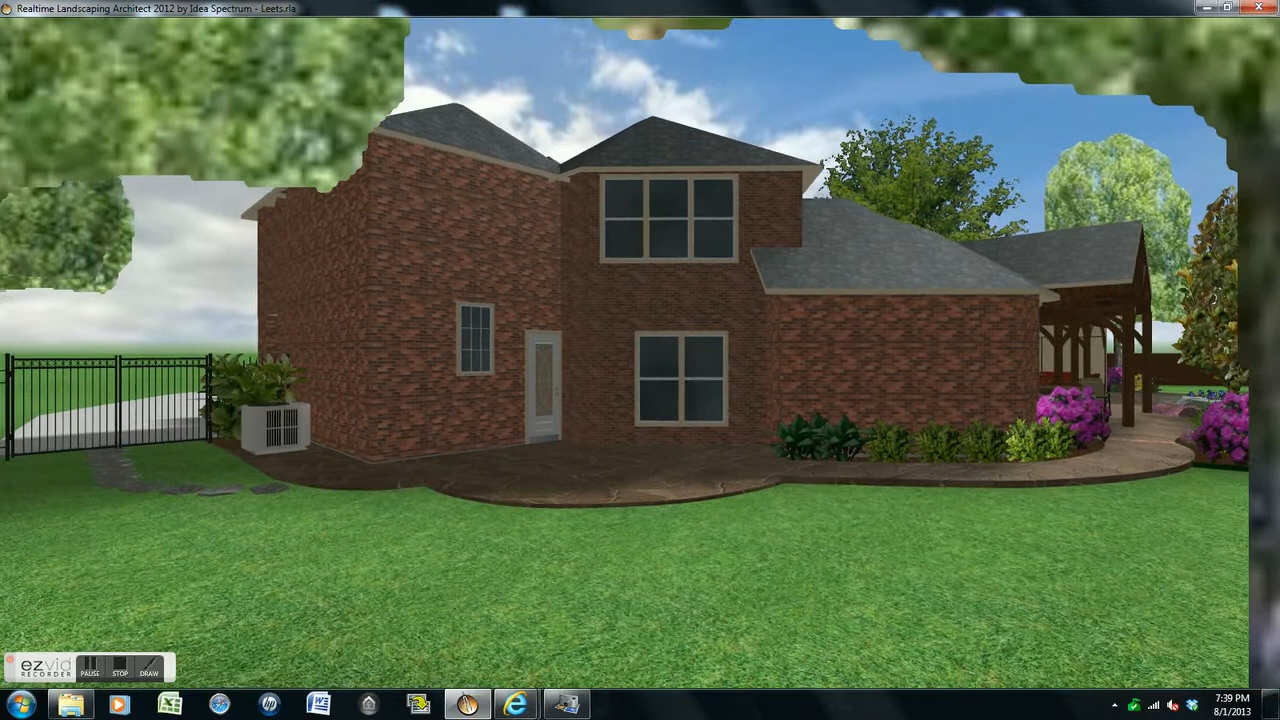 Realtime Landscaping Architect 2012 by Idea Spectrum - Leets.rla
ezvid
RECORDER
PAUSE STOP DRAW
7:39 PM
8/1/2013